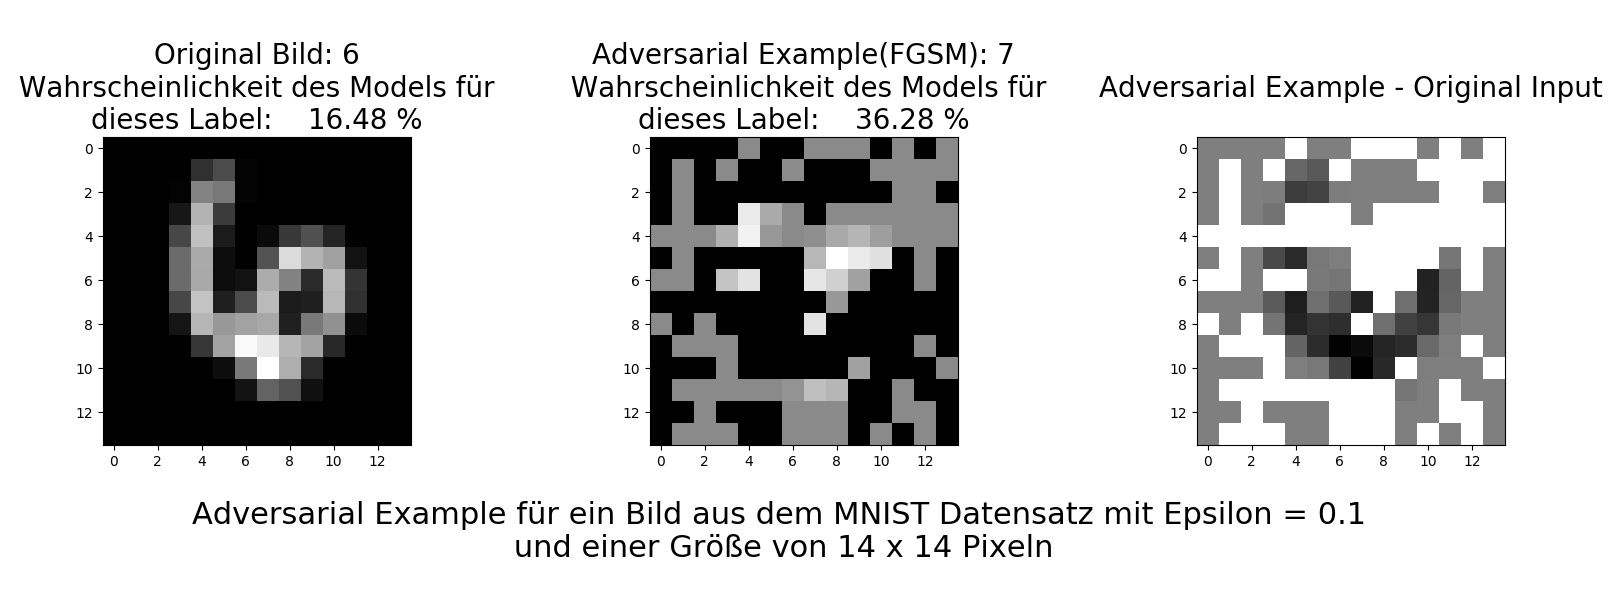 Original Bild: 6
Wahrscheinlichkeit des Models für
dieses Label: 16.48 %
0
2
4
6
8
10
12
0 2 4 6 8 10 12
Adversarial Example(FGSM): 7
Wahrscheinlichkeit des Models für
dieses Label: 36.28 %
0
2
4
6
8
10
12
0 2 4 6 8 10 12
Adversarial Example - Original Input
0
2
4
6
8
10
12
0 2 4 6 8 10 12
Adversarial Example für ein Bild aus dem MNIST Datensatz mit Epsilon = 0.1
und einer Größe von 14 x 14 Pixeln